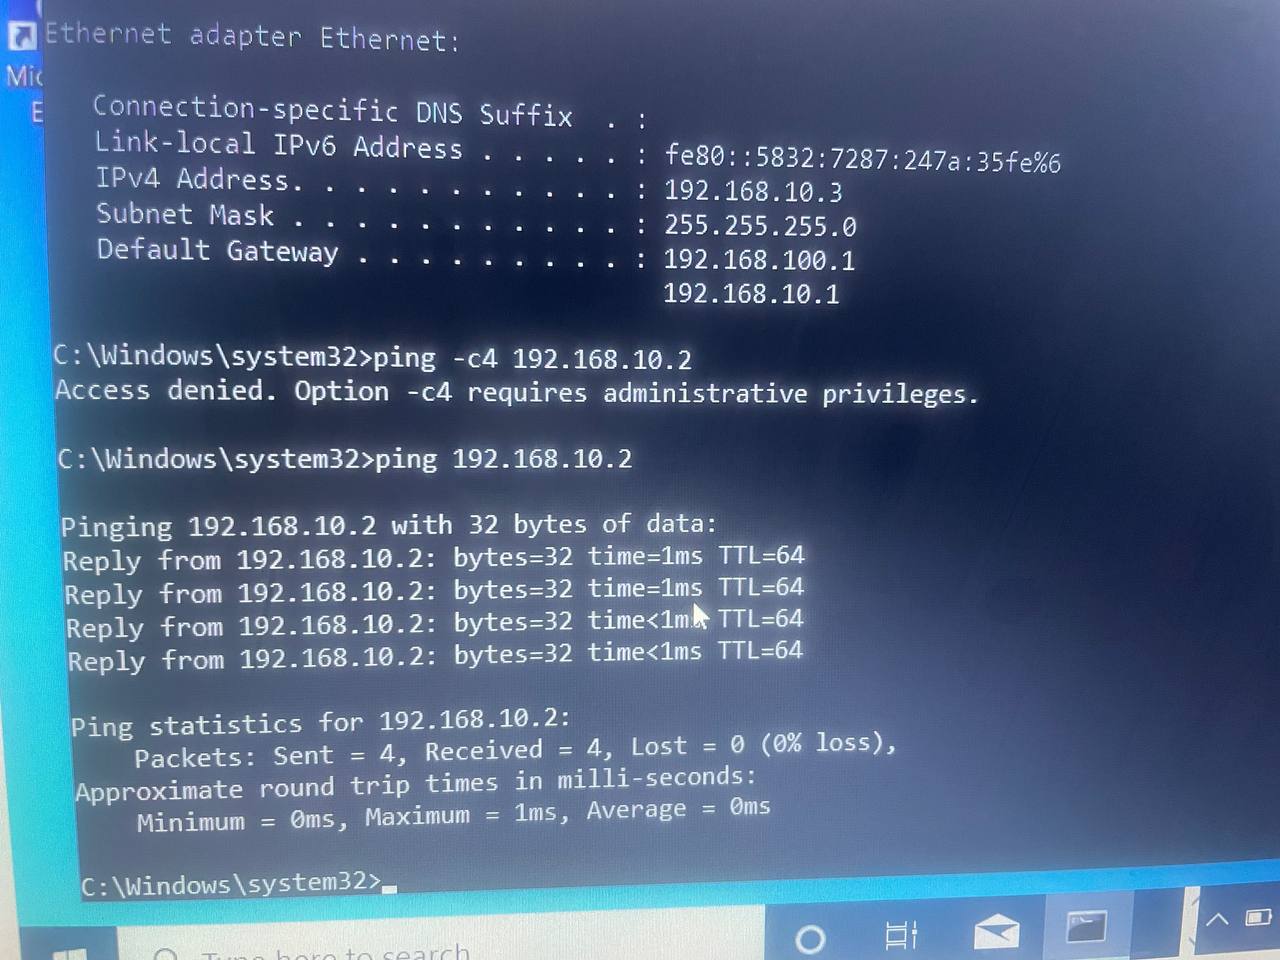 Ethernet adapter Ethernet:
Connection-specific DNS Suffix . :
Link-local IPv6 Address . . . . . : fe80::5832:7287:247a:35fe%6
IPv4 Address. . . . . . . . . . . : 192.168.10.3
Subnet Mask . . . . . . . . . . . : 255.255.255.0
Default Gateway . . . . . . . . . : 192.168.100.1
192.168.10.1
C:\Windows\system32>ping -c4 192.168.10.2
Access denied. Option -c4 requires administrative privileges.
C:\Windows\system32>ping 192.168.10.2
Pinging 192.168.10.2 with 32 bytes of data:
Reply from 192.168.10.2: bytes=32 time=1ms TTL=64
Reply from 192.168.10.2: bytes=32 time=1ms TTL=64
Reply from 192.168.10.2: bytes=32 time<1ms TTL=64
Reply from 192.168.10.2: bytes=32 time<1ms TTL=64
Ping statistics for 192.168.10.2:
Packets: Sent = 4, Received = 4, Lost = 0 (0% loss),
Approximate round trip times in milli-seconds:
Minimum = 0ms, Maximum = 1ms, Average = 0ms
C:\Windows\system32>
Type here to search